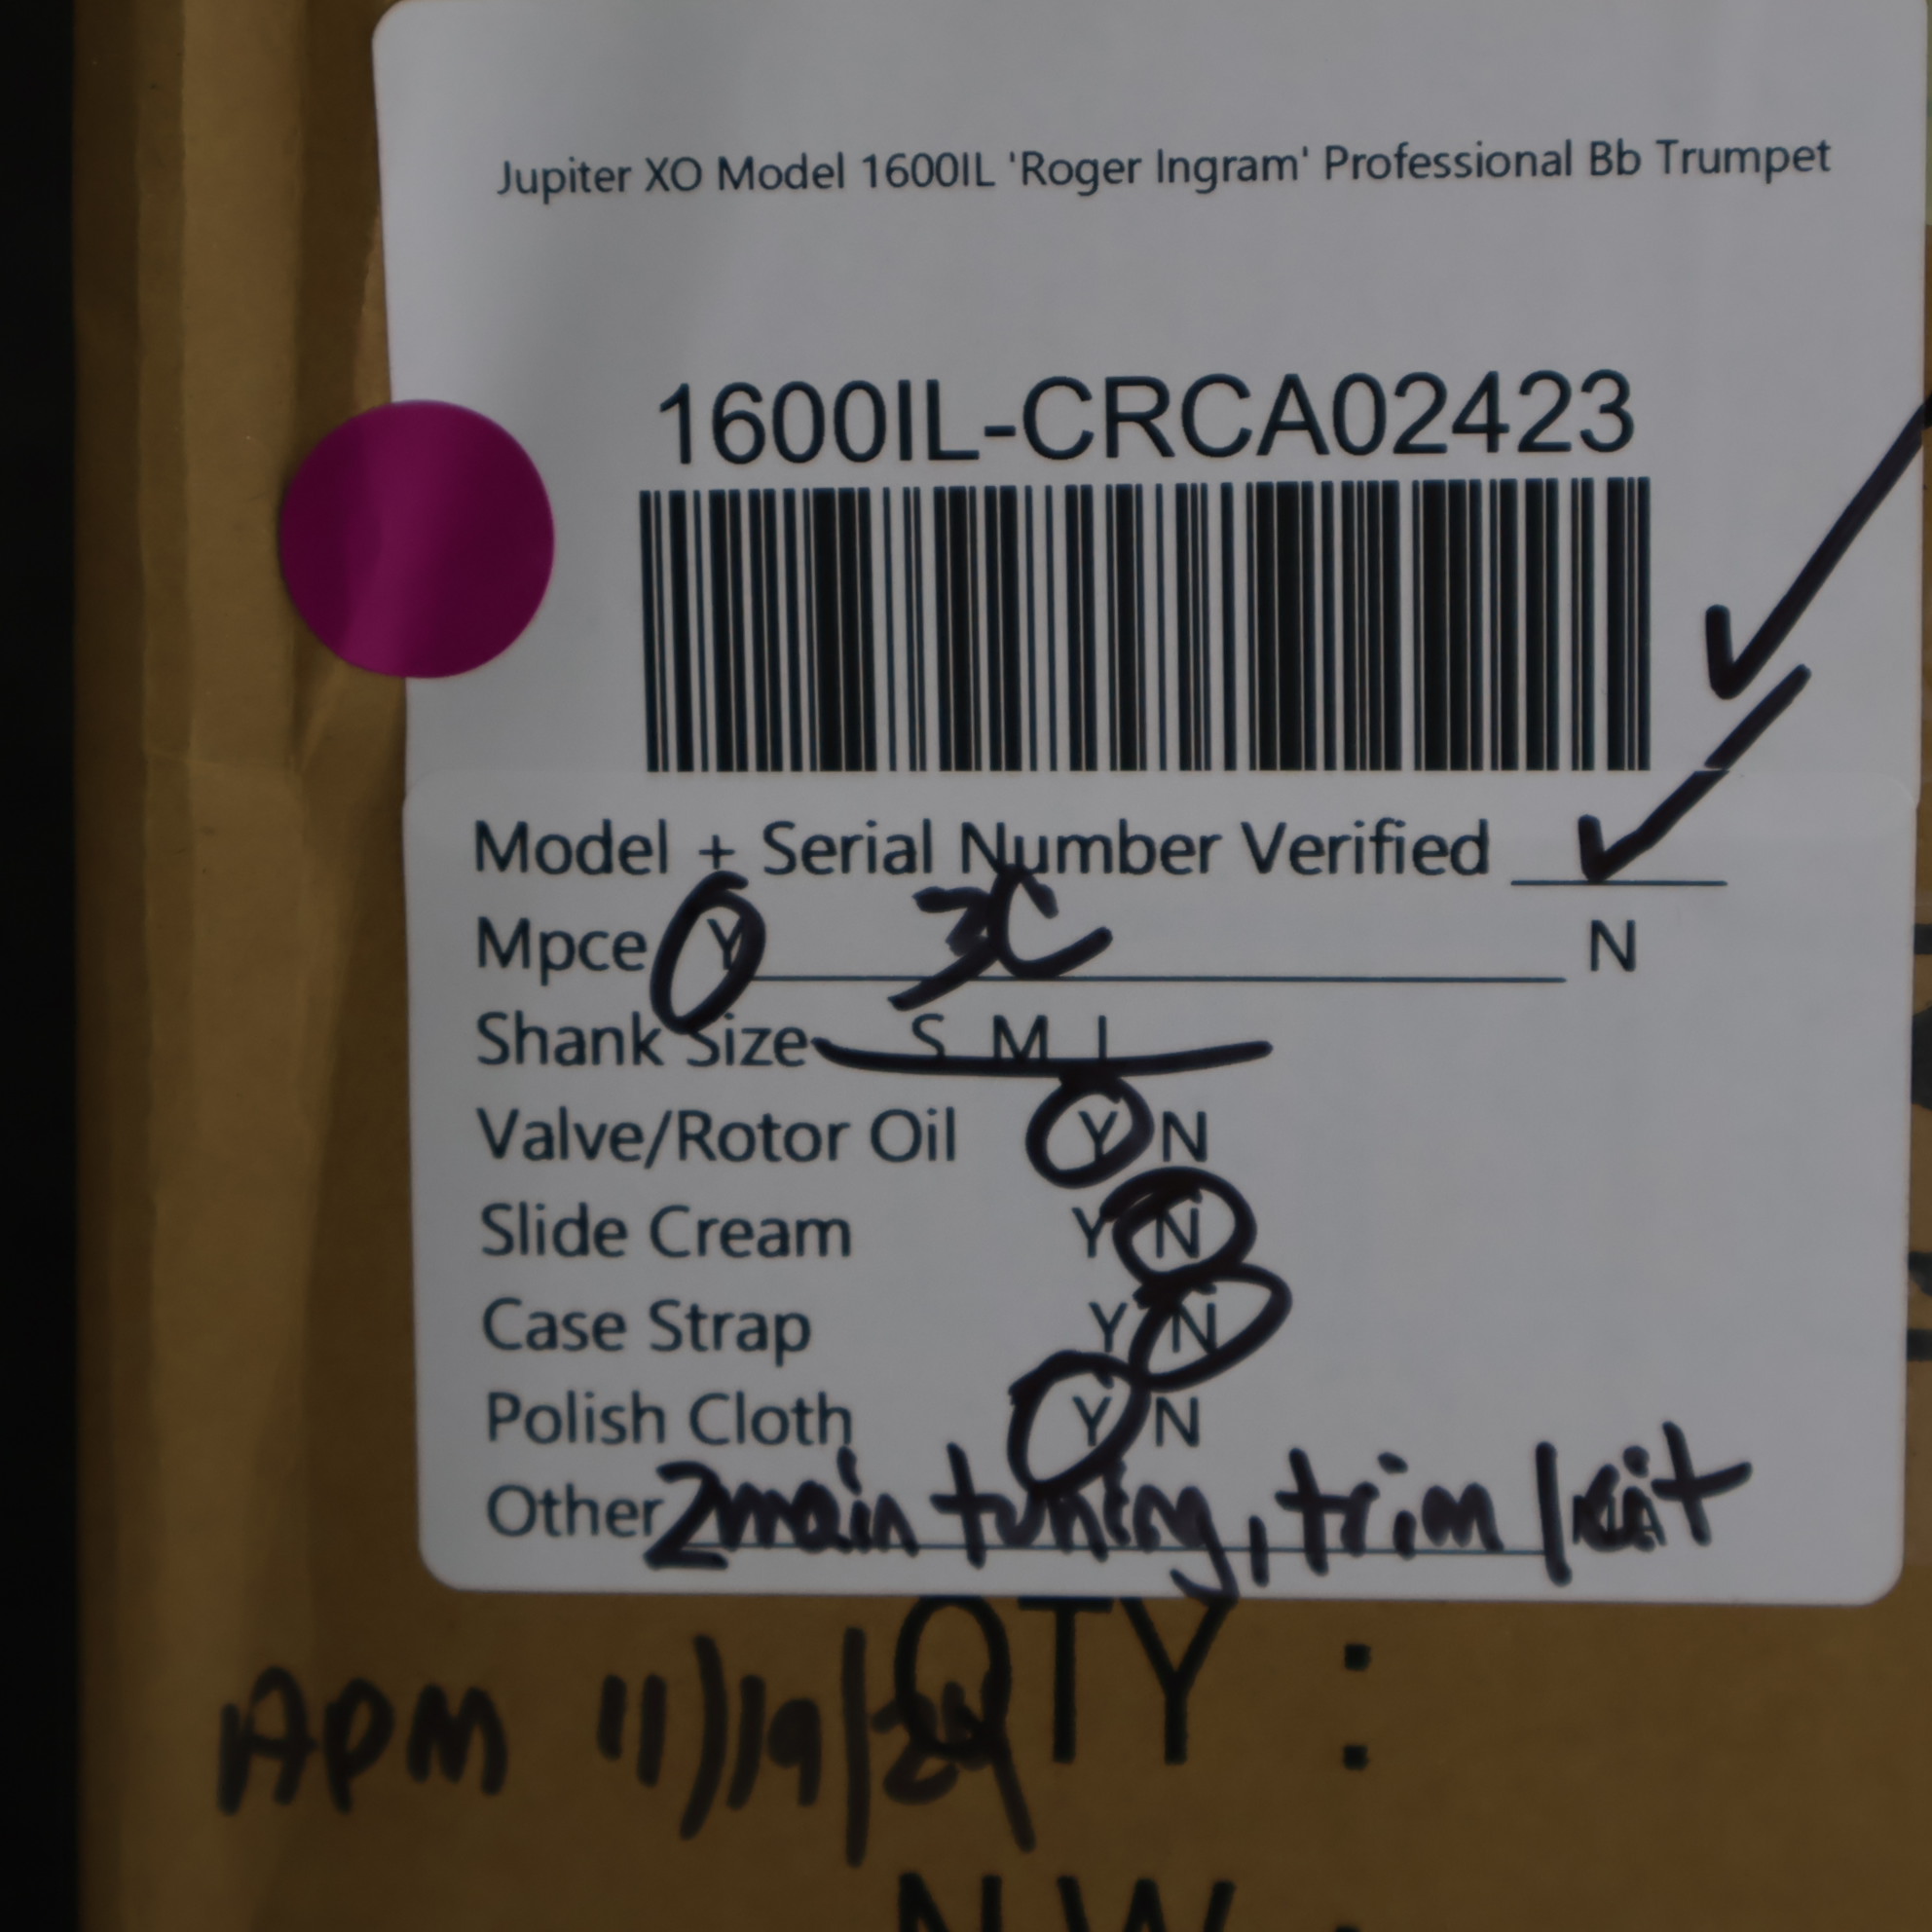 Jupiter XO Model 1600IL 'Roger Ingram' Professional Bb Trumpet
1600IL-CRCA02423
Model + Serial Number Verified
Mpce Y 3C N
Shank Size S M L
Valve/Rotor Oil Y N
Slide Cream Y N
Case Strap Y N
Polish Cloth Y N
Other 2 main tuning, trim/kit
QTY :
APM 11/19/24
N.W. :